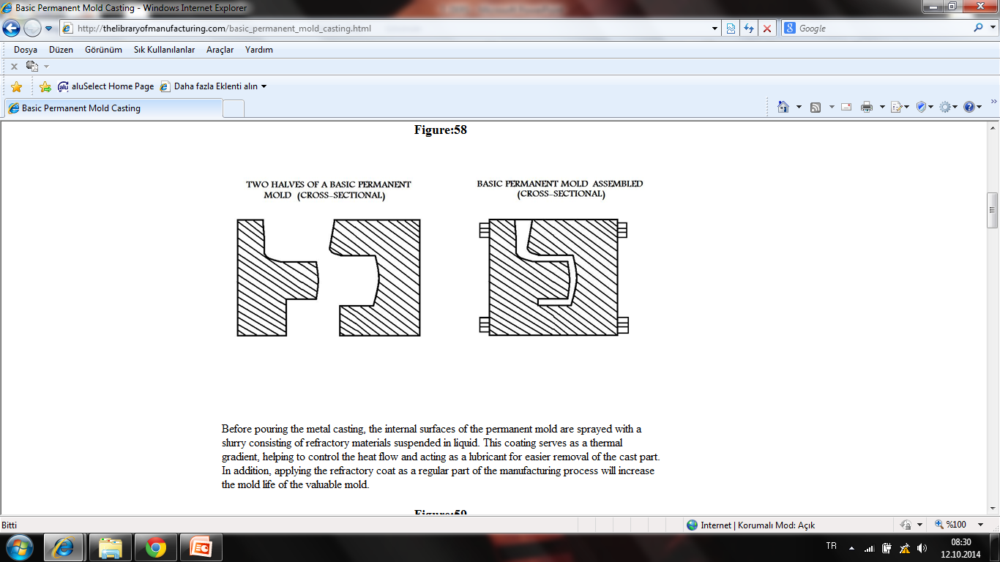 Basic Permanent Mold Casting - Windows Internet Explorer
http://thelibraryofmanufacturing.com/basic_permanent_mold_casting.html
Google
Dosya Düzen Görünüm Sık Kullanılanlar Araçlar Yardım
aluSelect Home Page Daha fazla Eklenti alın
Basic Permanent Mold Casting
Figure:58
TWO HALVES OF A BASIC PERMANENT
MOLD (CROSS-SECTIONAL)
BASIC PERMANENT MOLD ASSEMBLED
(CROSS-SECTIONAL)
Before pouring the metal casting, the internal surfaces of the permanent mold are sprayed with a
slurry consisting of refractory materials suspended in liquid. This coating serves as a thermal
gradient, helping to control the heat flow and acting as a lubricant for easier removal of the cast part.
In addition, applying the refractory coat as a regular part of the manufacturing process will increase
the mold life of the valuable mold.
Figure:59
Bitti
Internet | Korumalı Mod: Açık
%100
TR
08:30
12.10.2014